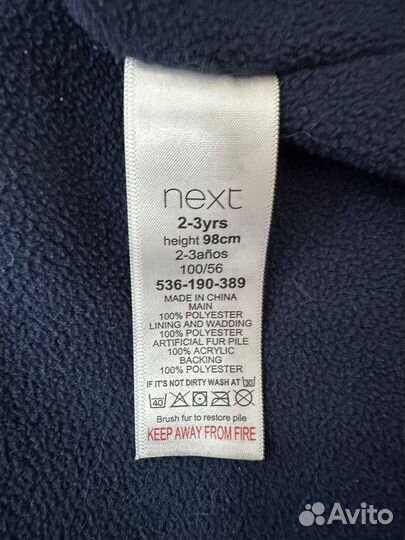 next
2-3yrs
height 98cm
2-3años
100/56
536-190-389
MADE IN CHINA
MAIN
100% POLYESTER
LINING AND WADDING
100% POLYESTER
ARTIFICIAL FUR PILE
100% ACRYLIC
BACKING
100% POLYESTER
IF IT'S NOT DIRTY WASH AT 30
40
Brush fur to restore pile
KEEP AWAY FROM FIRE
Avito